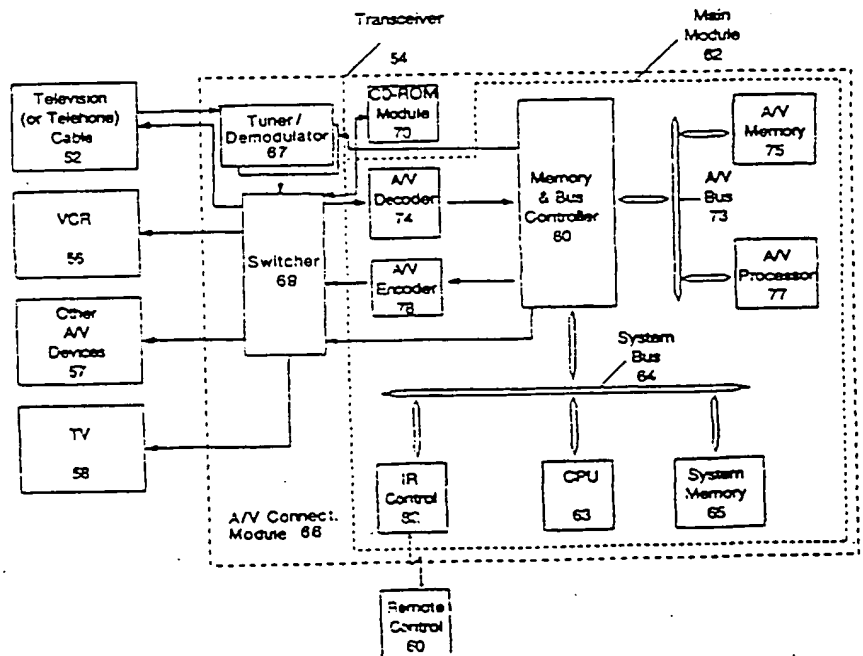 Transceiver
54
Main
Module
62
Television
(or Telehone)
Cable
52
Tuner /
Demodulator
67
CD-ROM
Module
70
A/V
Memory
75
VCR
55
Switcher
69
A/V
Decoder
74
Memory
& Bus
Controller
80
A/V
Bus
73
A/V
Encoder
78
A/V
Processor
77
Other
A/V
Devices
57
System
Bus
64
TV
58
IR
Control
CPU
63
System
Memory
65
A/V Connect.
Module 66
Remote
Control
60